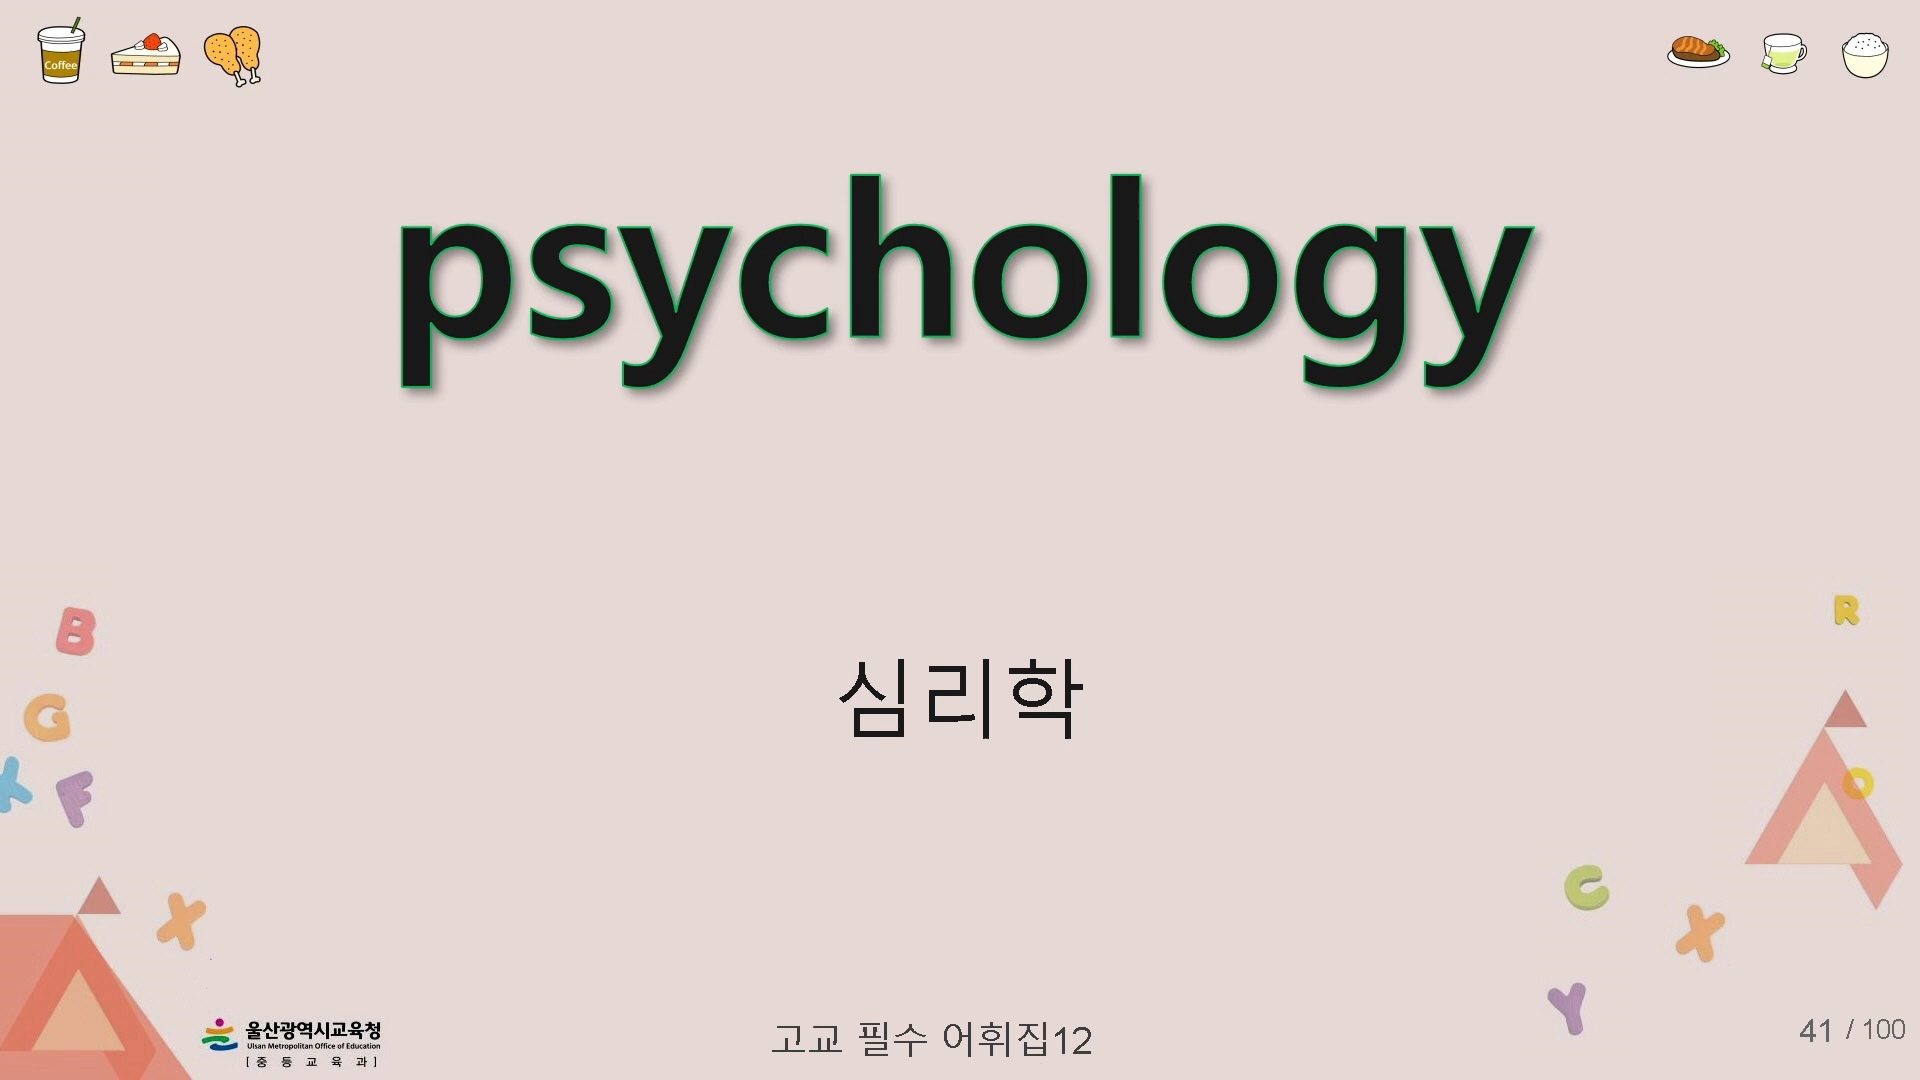 Coffee
psychology
심리학
B
R
G
K
F
O
X
C
X
Y
울산광역시교육청
Ulsan Metropolitan Office of Education
[ 중 등 교 육 과 ]
고교 필수 어휘집12
41 / 100